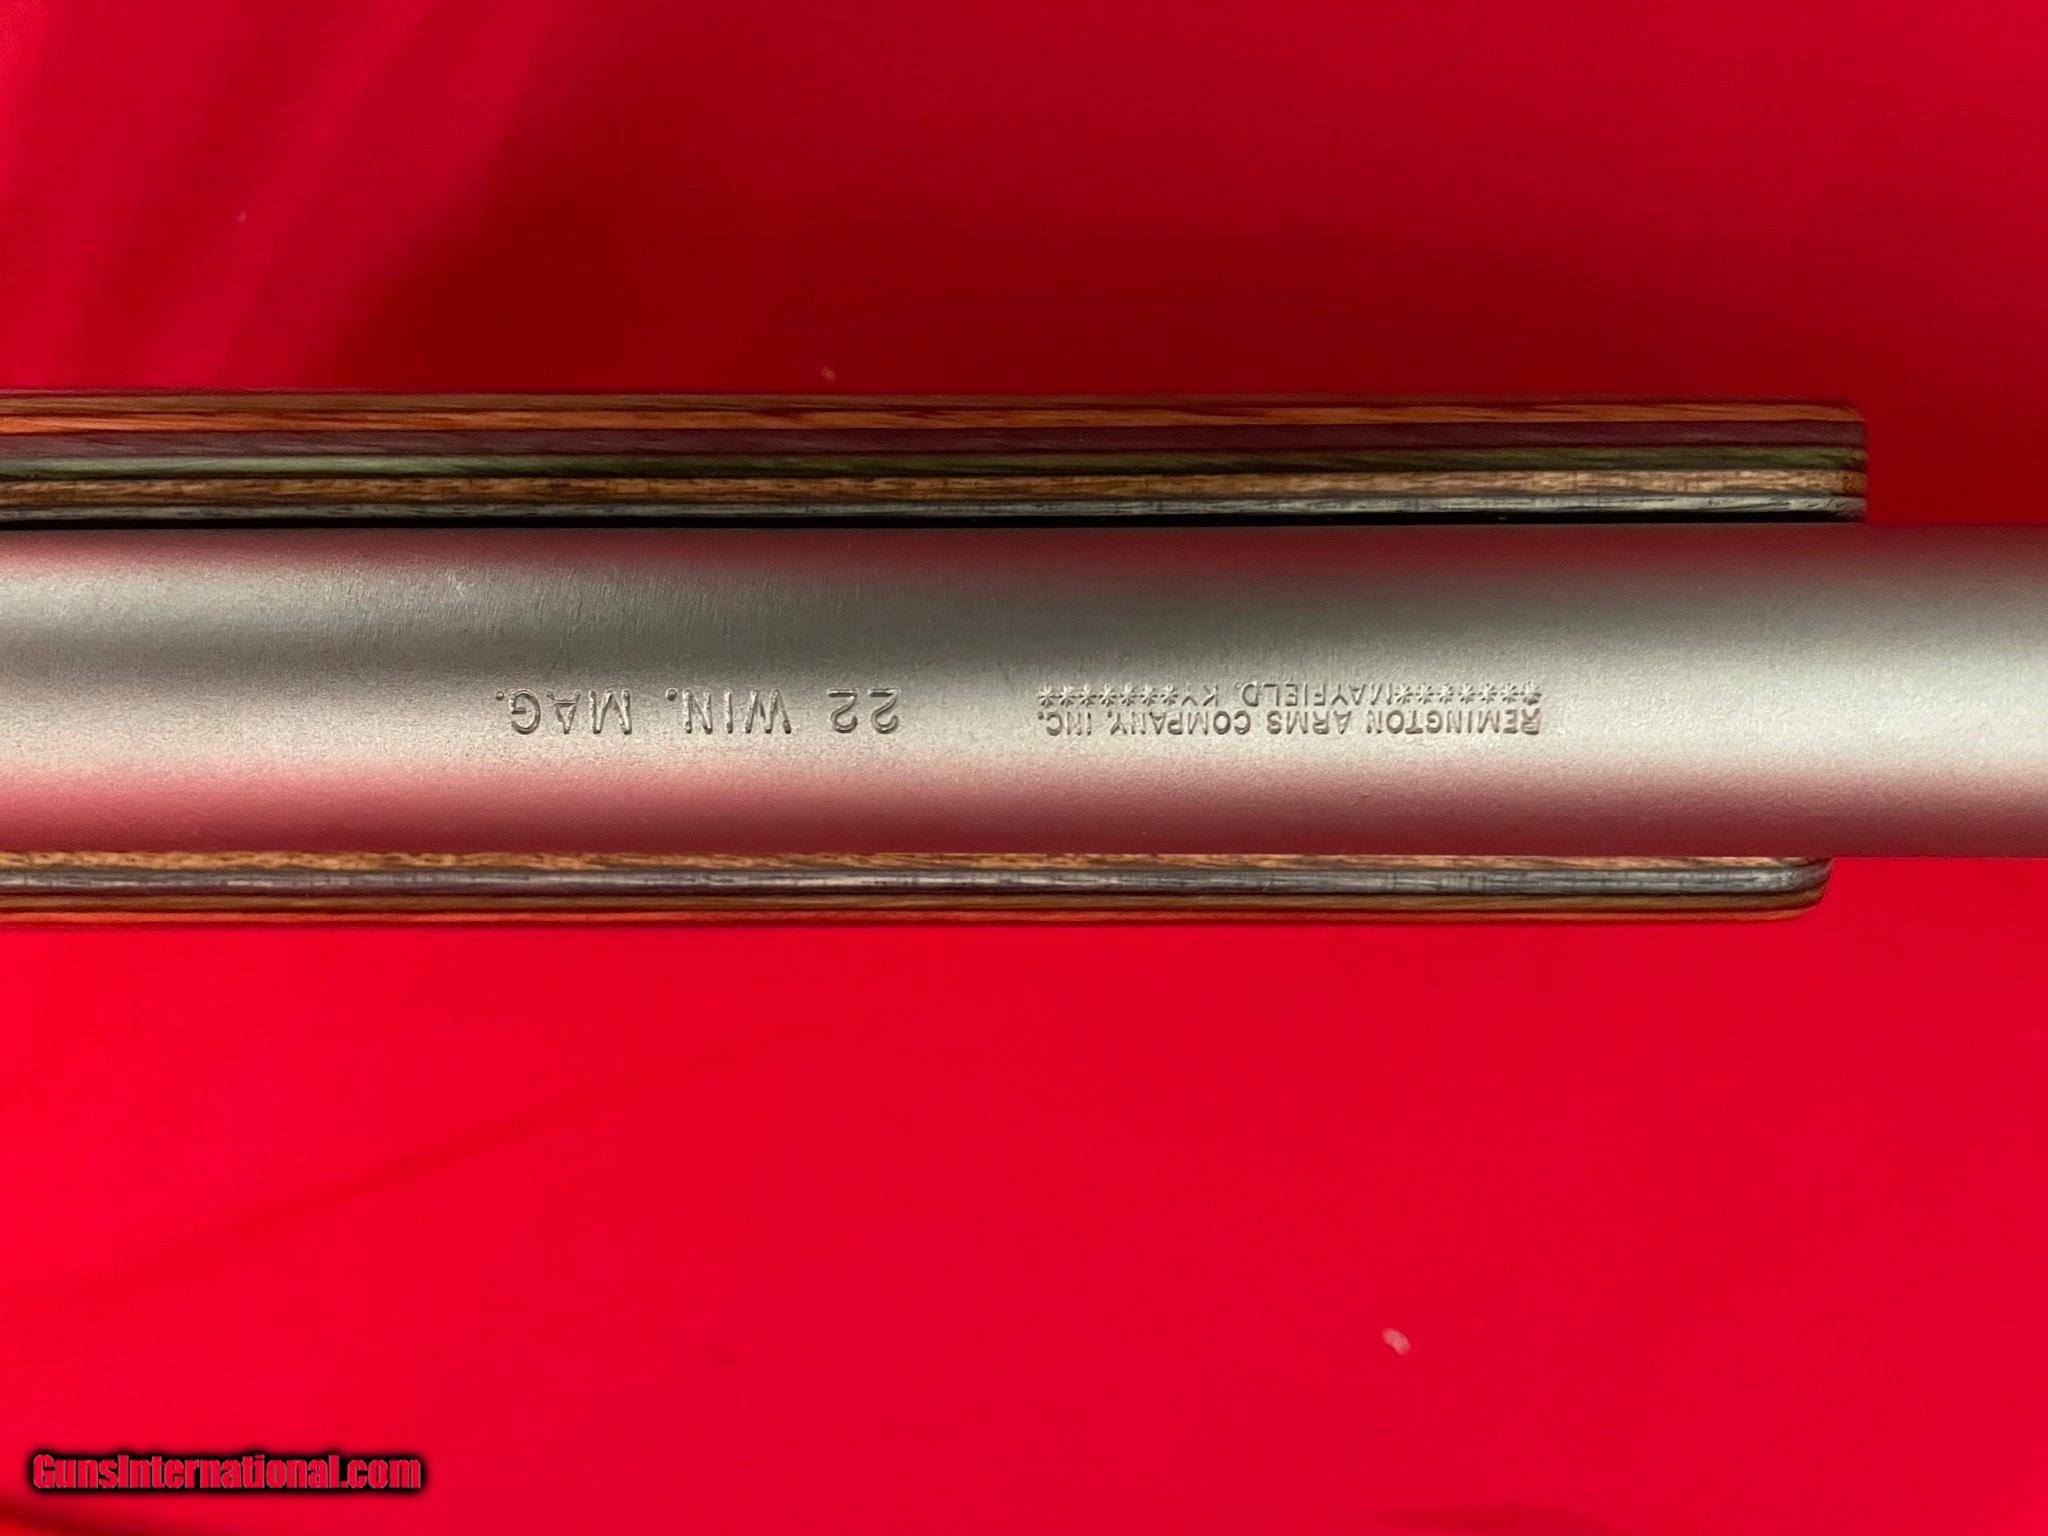 REMINGTON ARMS COMPANY, INC.
*******MAYFIELD, KY********
22 WIN. MAG.
GunsInternational.com